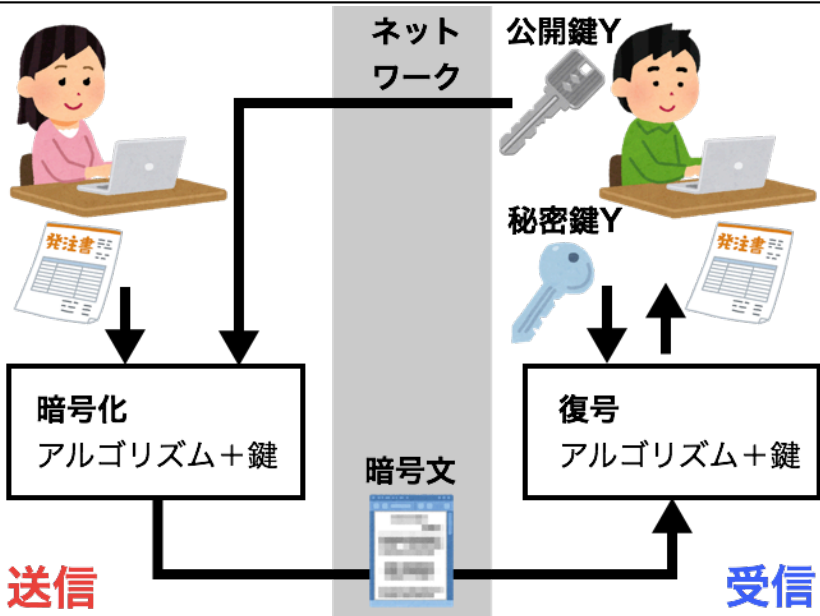 ネット
ワーク
公開鍵Y
秘密鍵Y
発注書
発注書
暗号化
アルゴリズム＋鍵
復号
アルゴリズム＋鍵
暗号文
送信
受信